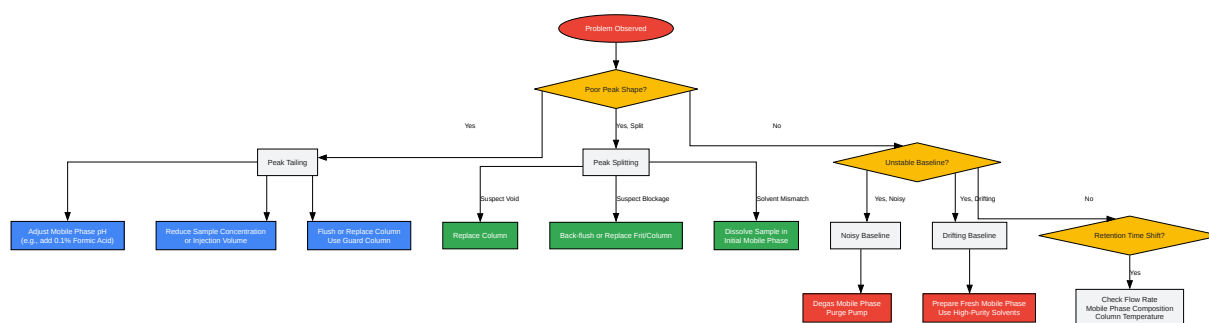 Problem Observed
Poor Peak Shape?
Yes
Yes, Split
No
Peak Tailing
Peak Splitting
Unstable Baseline?
Suspect Void
Suspect Blockage
Solvent Mismatch
Yes, Noisy
Yes, Drifting
No
Adjust Mobile Phase pH
(e.g., add 0.1% Formic Acid)
Reduce Sample Concentration
or Injection Volume
Flush or Replace Column
Use Guard Column
Replace Column
Back-flush or Replace Frit/Column
Dissolve Sample in
Initial Mobile Phase
Noisy Baseline
Drifting Baseline
Retention Time Shift?
Yes
Degas Mobile Phase
Purge Pump
Prepare Fresh Mobile Phase
Use High-Purity Solvents
Check Flow Rate
Mobile Phase Composition
Column Temperature